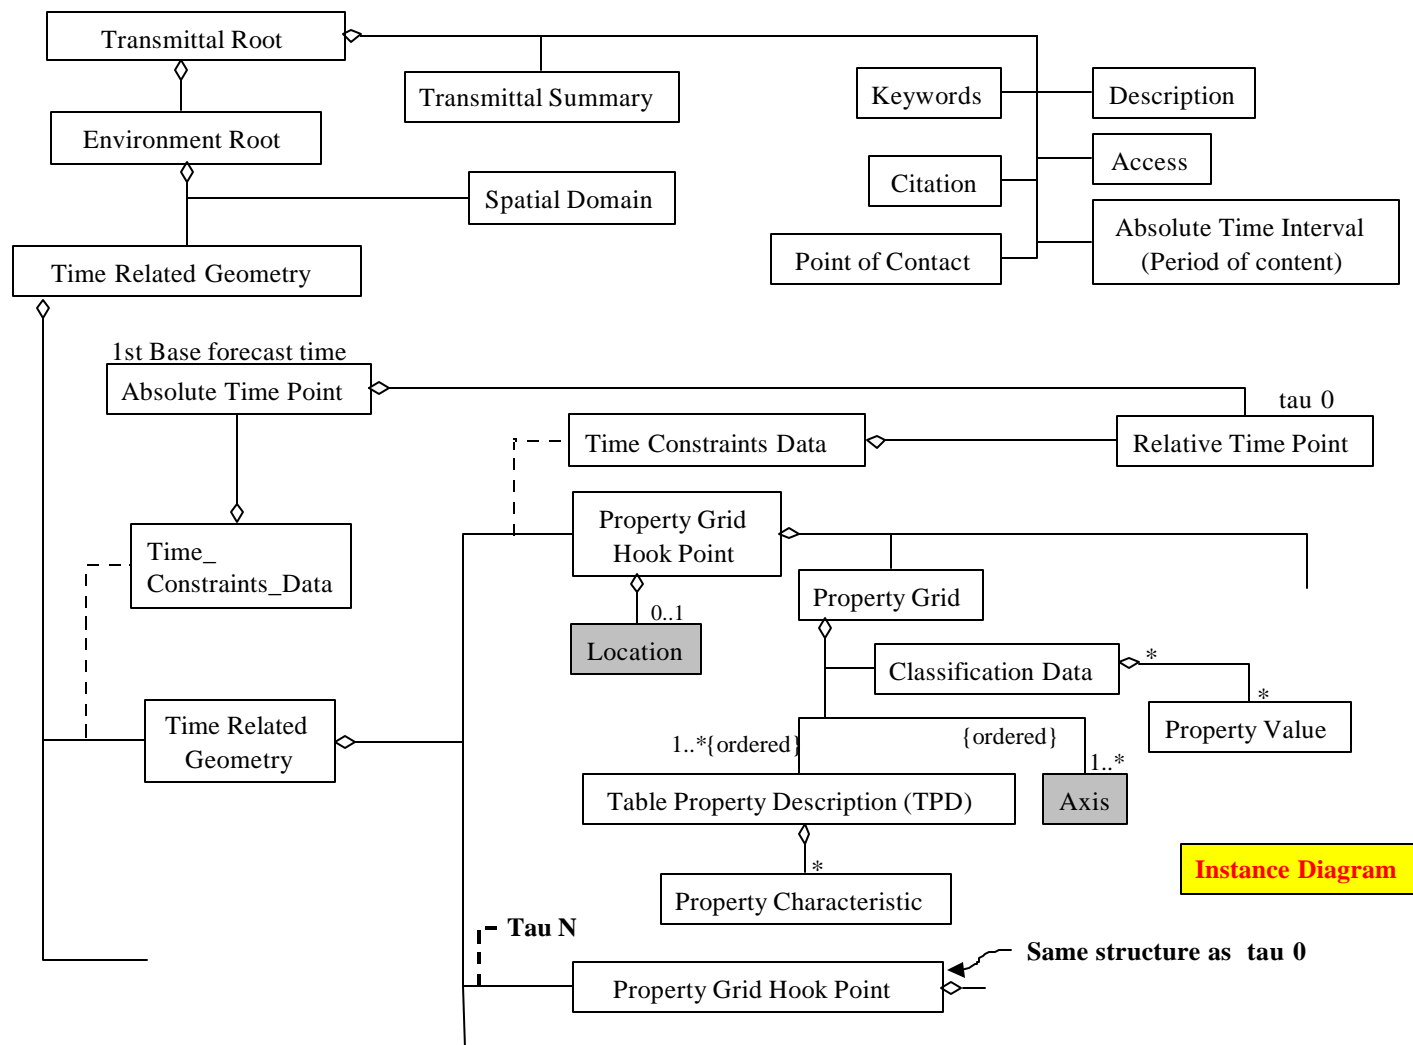 Transmittal Root
Transmittal Summary
Keywords
Description
Environment Root
Access
Citation
Spatial Domain
Absolute Time Interval
(Period of content)
Point of Contact
Time Related Geometry
1st Base forecast time
Absolute Time Point
tau 0
Time Constraints Data
Relative Time Point
Property Grid
Hook Point
Time_
Constraints_Data
Property Grid
0..1
Location
Classification Data
*
*
Property Value
Time Related
Geometry
1..*{ordered}
{ordered}
1..*
Table Property Description (TPD)
Axis
*
Instance Diagram
Property Characteristic
Tau N
Same structure as tau 0
Property Grid Hook Point